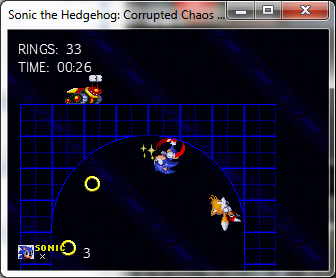 Sonic the Hedgehog: Corrupted Chaos ...
RINGS: 33
TIME: 00:26
SONIC
× 3